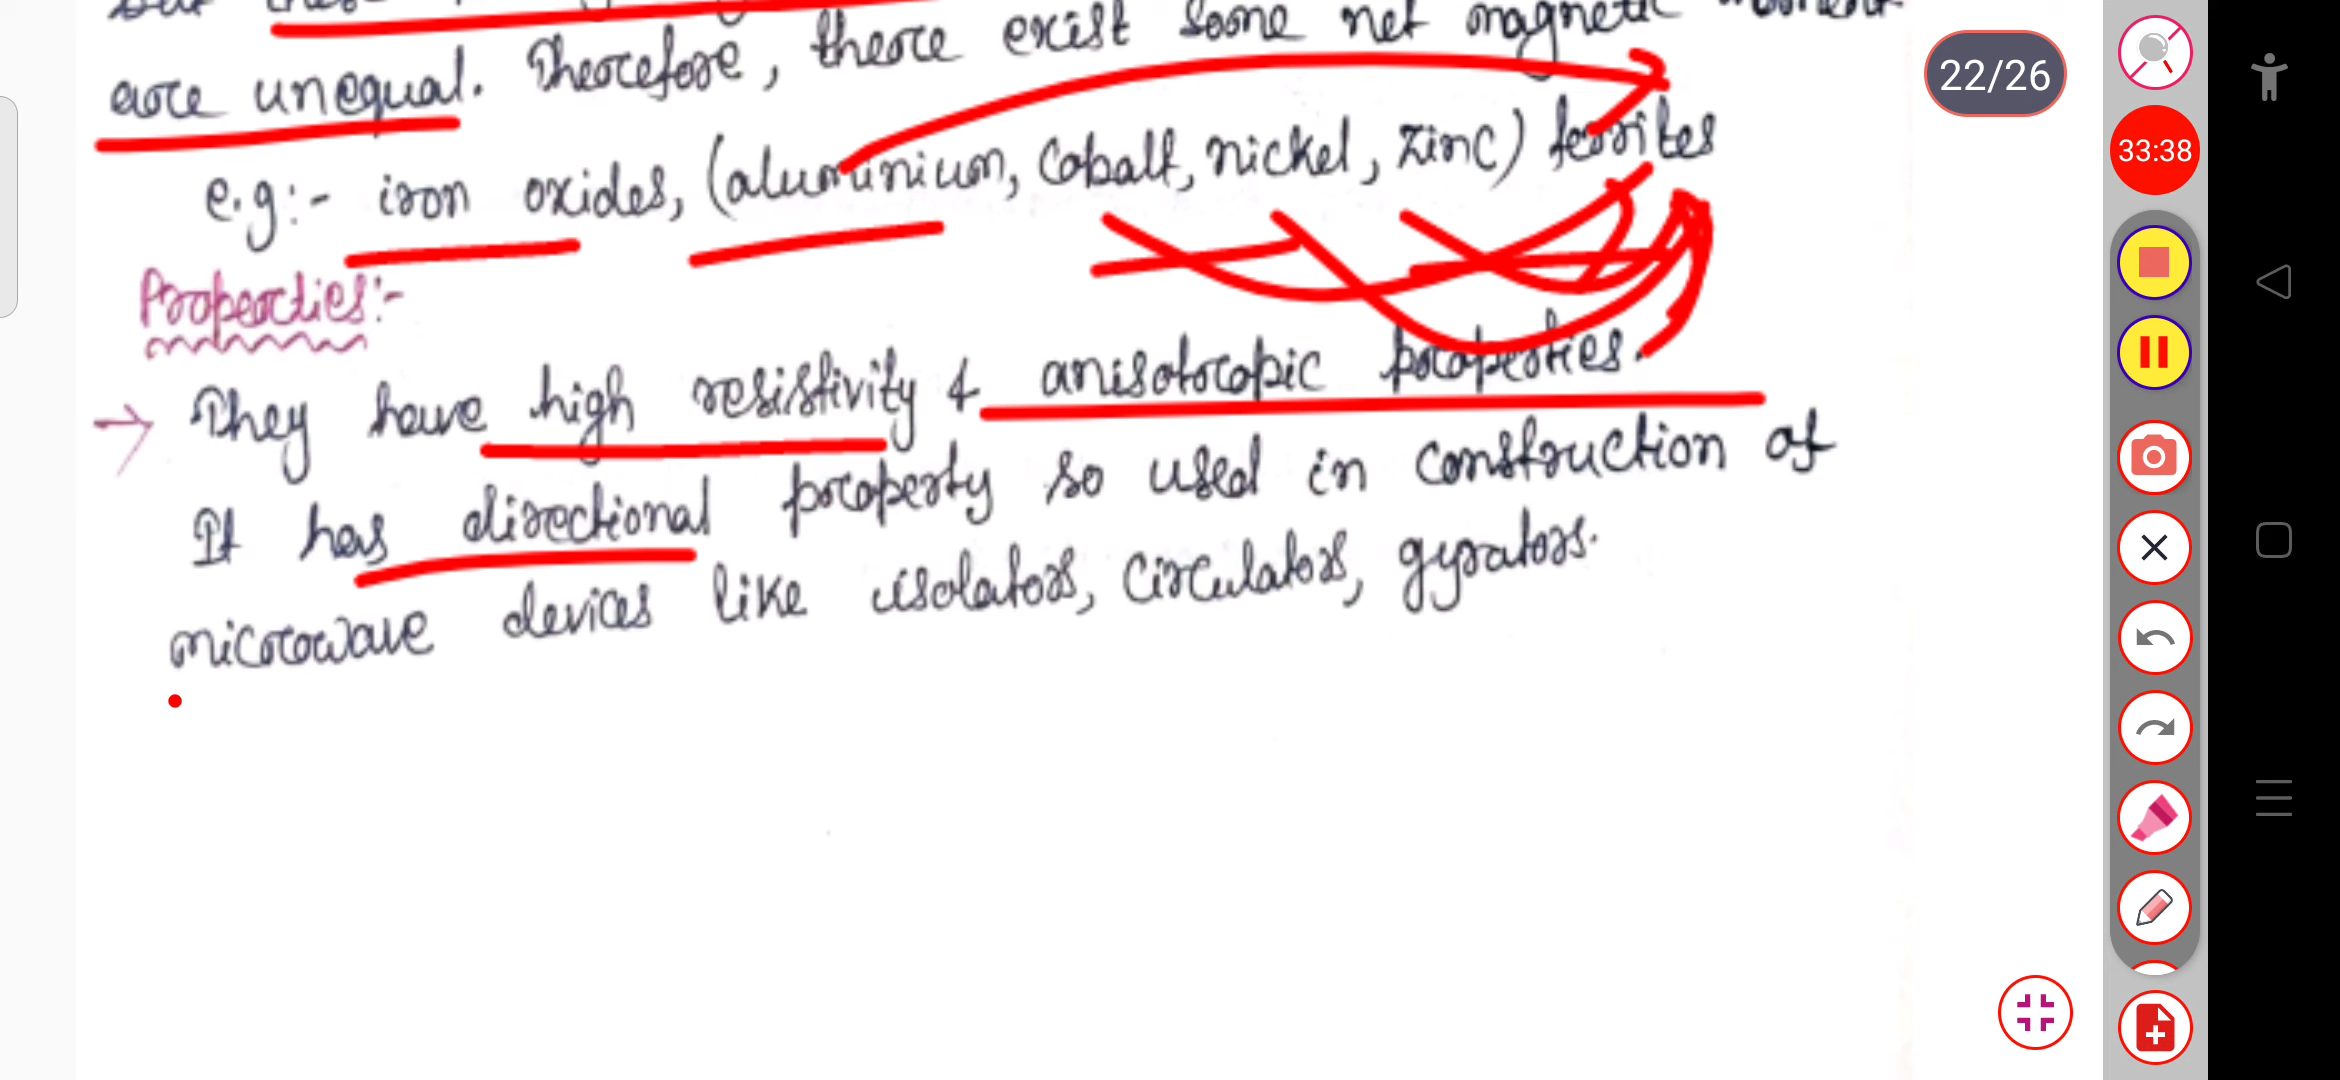 are unequal. Therefore, there exist some net magnetic moment
22/26
33:38
e.g:- iron oxides, (aluminium, Cobalt, nickel, zinc) ferrites
Properties:-
→ They have high resistivity & anisotropic properties.
It has directional property so used in construction of
microwave devices like isolators, Circulators, gyrators.